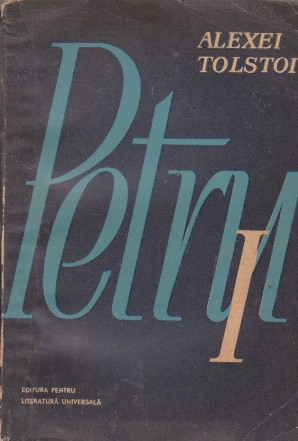 ALEXEI
TOLSTOI
Petru
I
EDITURA PENTRU
LITERATURĂ UNIVERSALĂ